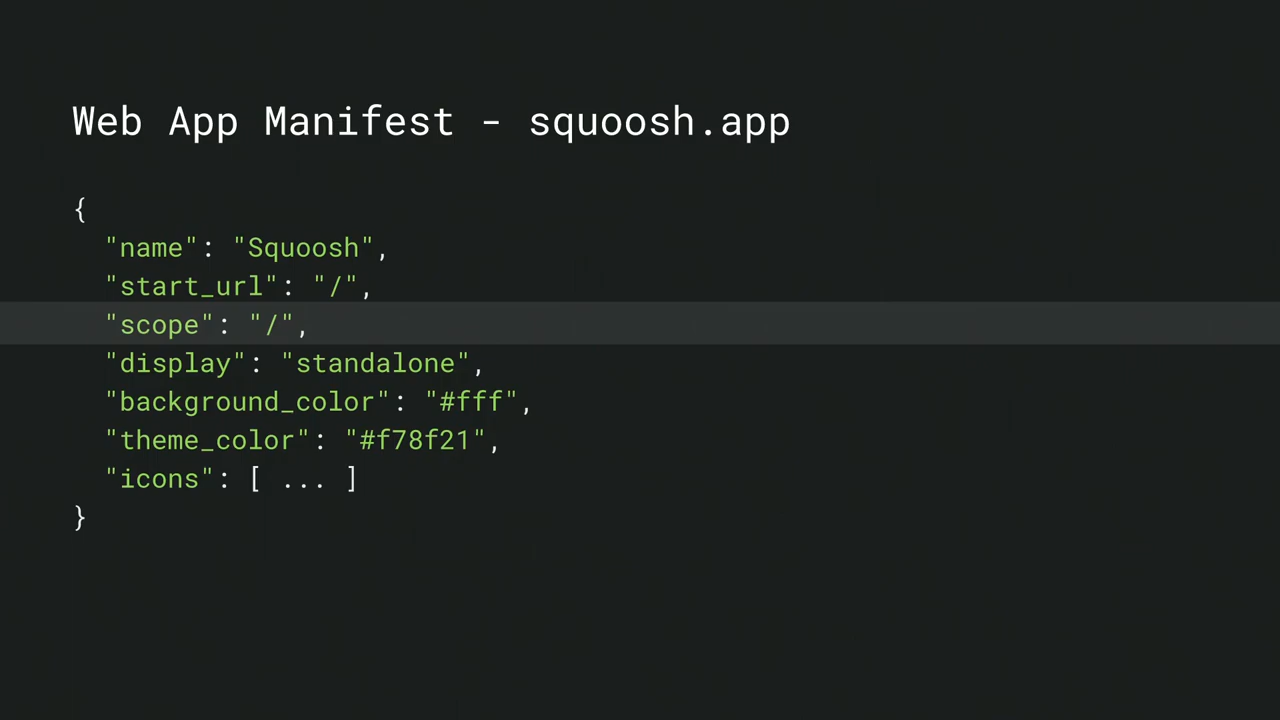 Web App Manifest - squoosh.app
{
"name": "Squoosh",
"start_url": "/",
"scope": "/",
"display": "standalone",
"background_color": "#fff",
"theme_color": "#f78f21",
"icons": [ ... ]
}